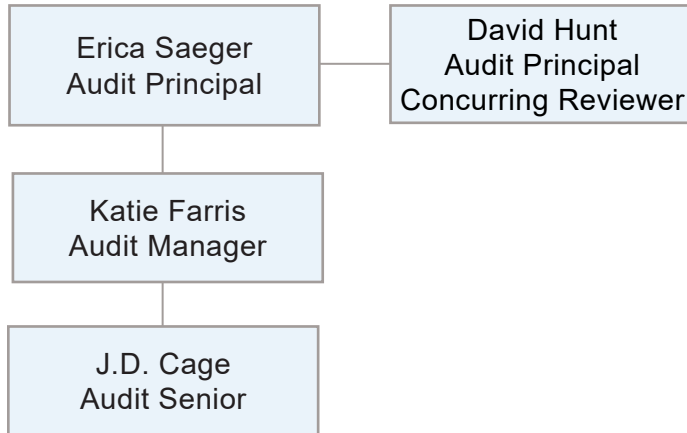 Erica Saeger
Audit Principal
David Hunt
Audit Principal
Concurring Reviewer
Katie Farris
Audit Manager
J.D. Cage
Audit Senior